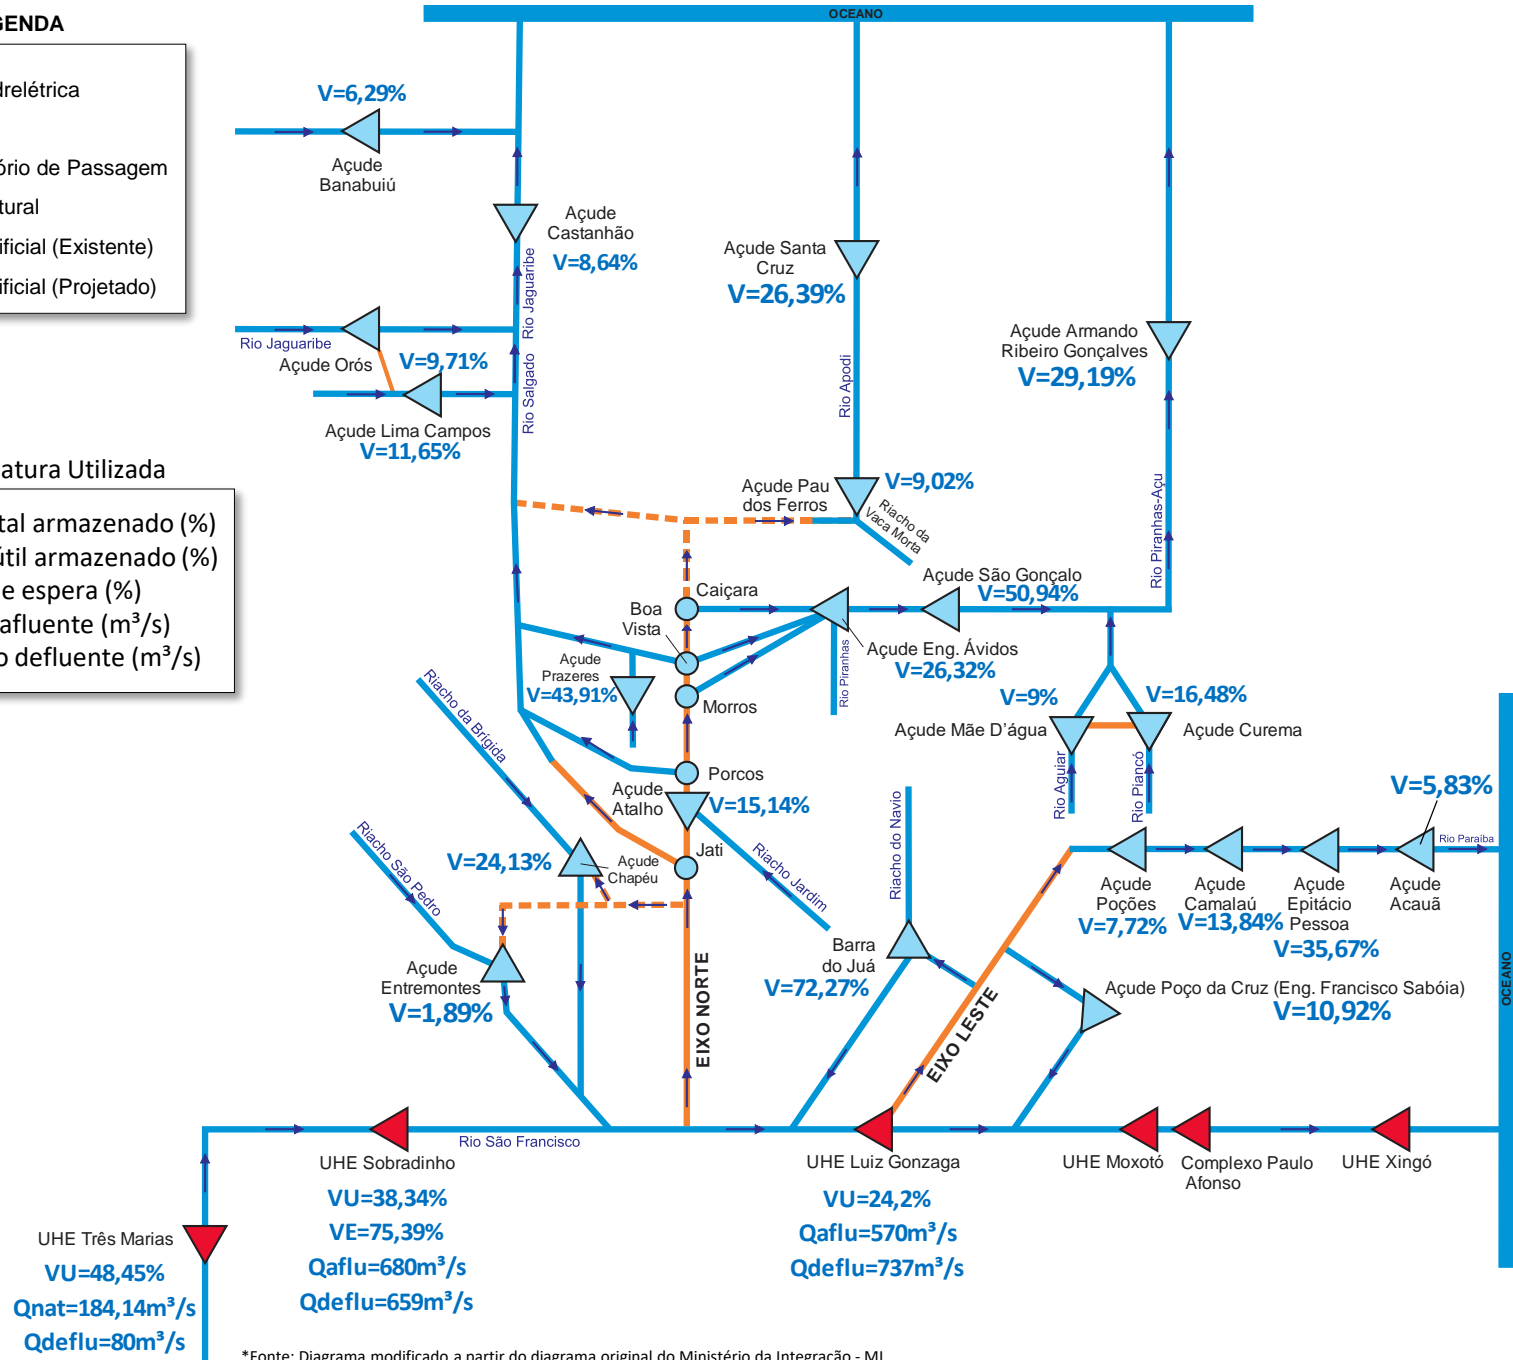 OCEANO
GENDA
drelétrica
ório de Passagem
tural
ificial (Existente)
ificial (Projetado)
V=6,29%
Açude
Banabuiú
Açude
Castanhão
V=8,64%
Rio Jaguaribe
Açude Santa
Cruz
V=26,39%
Açude Armando
Ribeiro Gonçalves
V=29,19%
Rio Jaguaribe
Açude Orós
V=9,71%
Rio Salgado
Rio Apodi
Açude Lima Campos
V=11,65%
atura Utilizada
tal armazenado (%)
útil armazenado (%)
e espera (%)
afluente (m³/s)
o defluente (m³/s)
Açude Pau
dos Ferros
V=9,02%
Riacho da
Vaca Morta
Rio Piranhas-Açu
Açude São Gonçalo
V=50,94%
Caiçara
Boa
Vista
Açude Eng. Ávidos
V=26,32%
Rio Piranhas
Açude
Prazeres
V=43,91%
Morros
V=9%
V=16,48%
Açude Mãe D'água
Açude Curema
Riacho da Brígida
Porcos
Açude
Atalho
V=15,14%
Rio Aguiar
Rio Piancó
V=5,83%
Riacho São Pedro
V=24,13%
Açude
Chapéu
Jati
Riacho Jardim
Riacho do Navio
Rio Paraíba
Açude
Poções
V=7,72%
Açude
Camalaú
V=13,84%
Açude
Epitácio
Pessoa
V=35,67%
Açude
Acauã
Açude
Entremontes
V=1,89%
Barra
do Juá
V=72,27%
EIXO NORTE
EIXO LESTE
Açude Poço da Cruz (Eng. Francisco Sabóia)
V=10,92%
OCEANO
Rio São Francisco
UHE Sobradinho
VU=38,34%
VE=75,39%
Qaflu=680m³/s
Qdeflu=659m³/s
UHE Luiz Gonzaga
VU=24,2%
Qaflu=570m³/s
Qdeflu=737m³/s
UHE Moxotó
Complexo Paulo
Afonso
UHE Xingó
UHE Três Marias
VU=48,45%
Qnat=184,14m³/s
Qdeflu=80m³/s
*Fonte: Diagrama modificado a partir do diagrama original do Ministério da Integração - MI